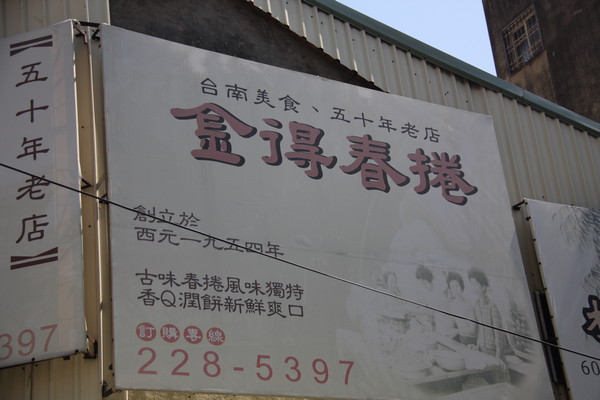 【五十年老店】
397
台南美食、五十年老店
金得春捲
創立於
西元一九五四年
古味春捲風味獨特
香Q潤餅新鮮爽口
訂購專線
228-5397
60